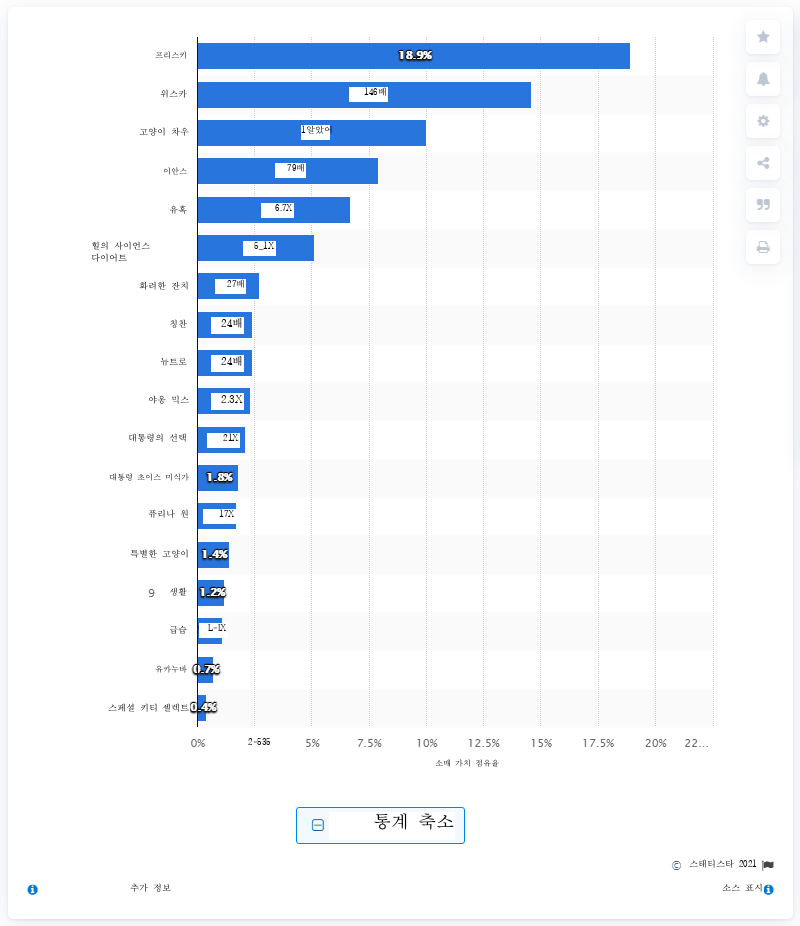 프리스키
18.9%
위스카
146배
고양이 차우
1알았어
이안스
79배
유혹
6.7X
힐의 사이언스
다이어트
5_1X
화려한 잔치
27배
칭찬
24배
뉴트로
24배
야옹 믹스
2.3X
대통령의 선택
21X
대통령 초이스 미식가
1.8%
퓨리나 원
17X
특별한 고양이
1.4%
9 생활
1.2%
급습
L-1X
유카누바
0.7%
스페셜 키티 셀렉트
0.4%
0% 2-535 5% 7.5% 10% 12.5% 15% 17.5% 20% 22...
소매 가치 점유율
통계 축소
© 스태티스타 2021
추가 정보
소스 표시